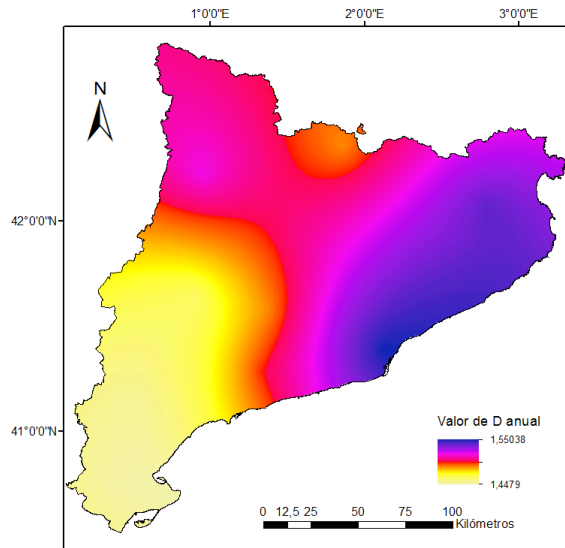 1°0'0"E 2°0'0"E 3°0'0"E
N
42°0'0"N
41°0'0"N
Valor de D anual
1,55038
1,4479
0 12,5 25 50 75 100
Kilómetros